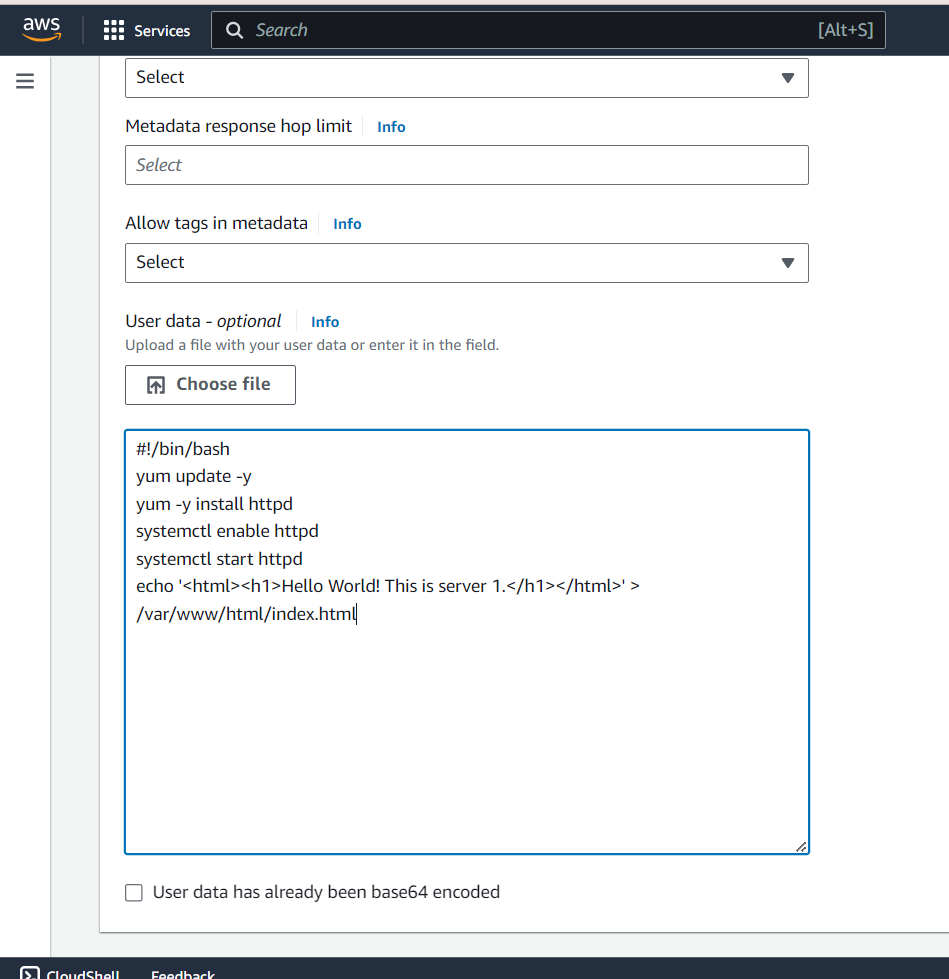 aws Services Search [Alt+S]
Select
Metadata response hop limit Info
Select
Allow tags in metadata Info
Select
User data - optional Info
Upload a file with your user data or enter it in the field.
Choose file
#!/bin/bash
yum update -y
yum -y install httpd
systemctl enable httpd
systemctl start httpd
echo '<html><h1>Hello World! This is server 1.</h1></html>' >
/var/www/html/index.html
User data has already been base64 encoded
CloudShell Feedback